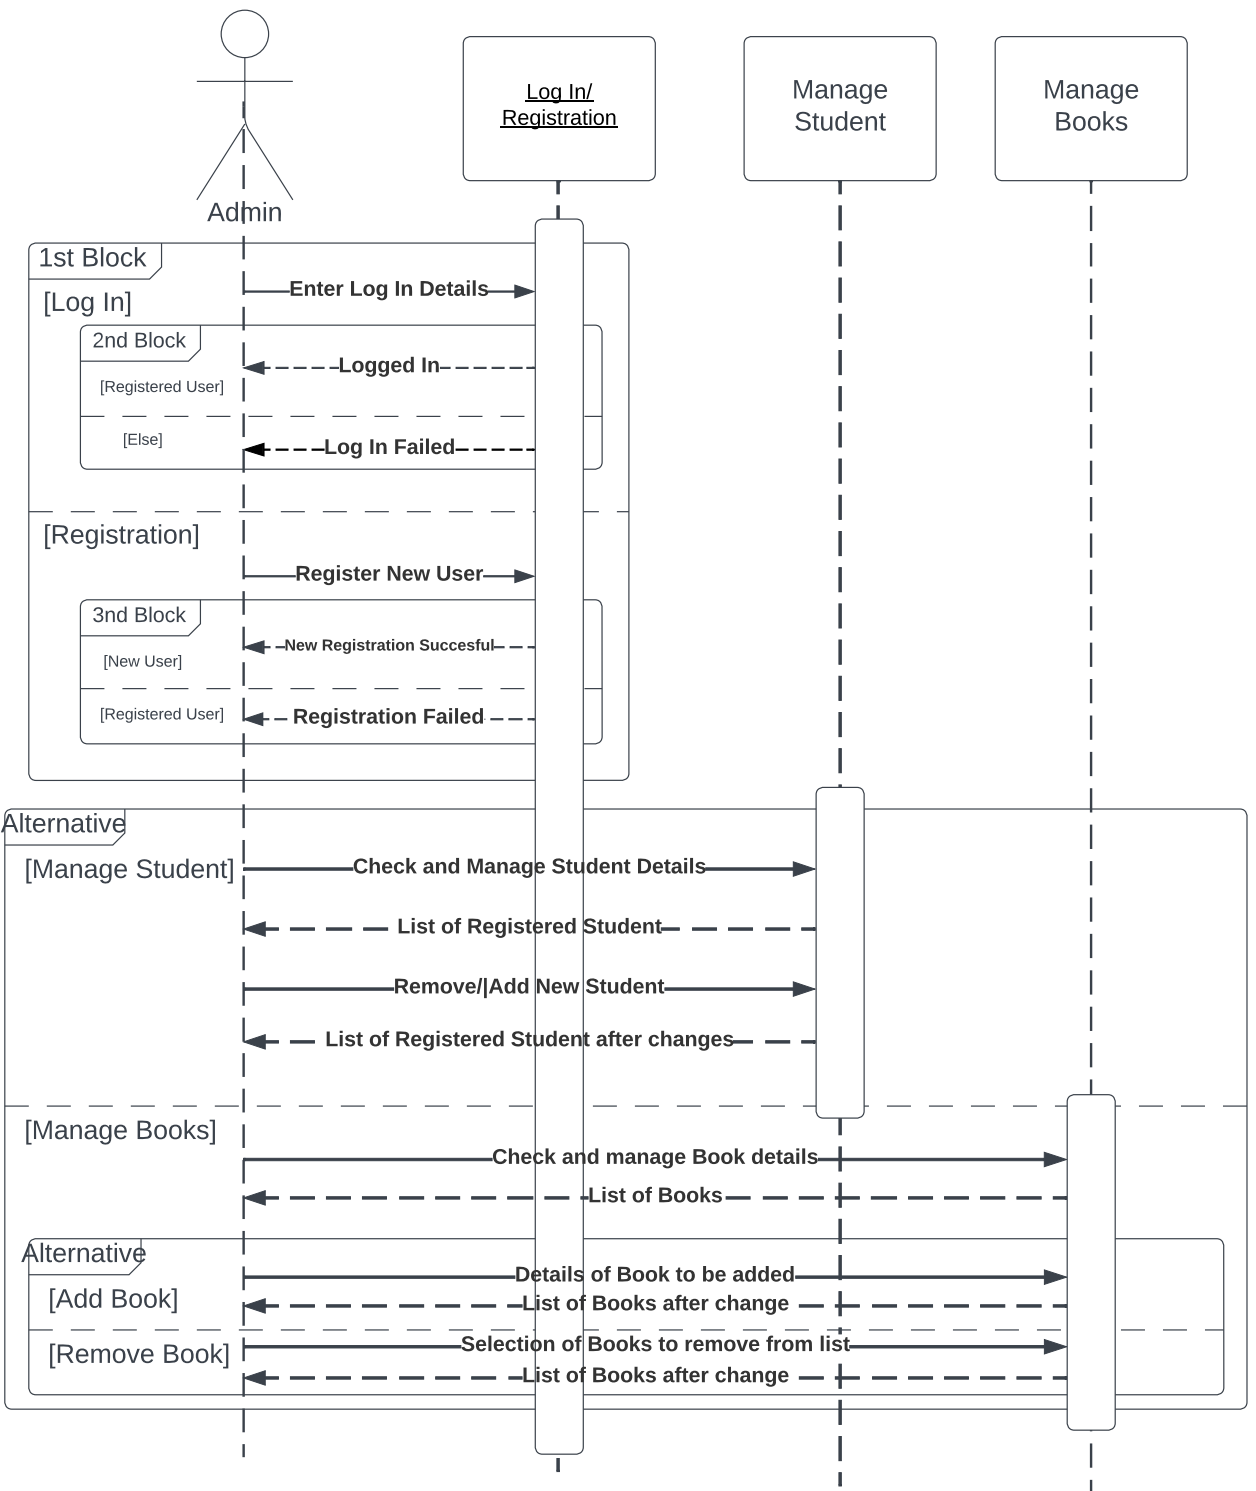 Log In/
Registration
Manage
Student
Manage
Books
Admin
1st Block
Enter Log In Details
[Log In]
2nd Block
Logged In
[Registered User]
[Else]
Log In Failed
[Registration]
Register New User
3nd Block
New Registration Succesful
[New User]
[Registered User]
Registration Failed
Alternative
[Manage Student]
Check and Manage Student Details
List of Registered Student
Remove/|Add New Student
List of Registered Student after changes
[Manage Books]
Check and manage Book details
List of Books
Alternative
Details of Book to be added
[Add Book]
List of Books after change
Selection of Books to remove from list
[Remove Book]
List of Books after change